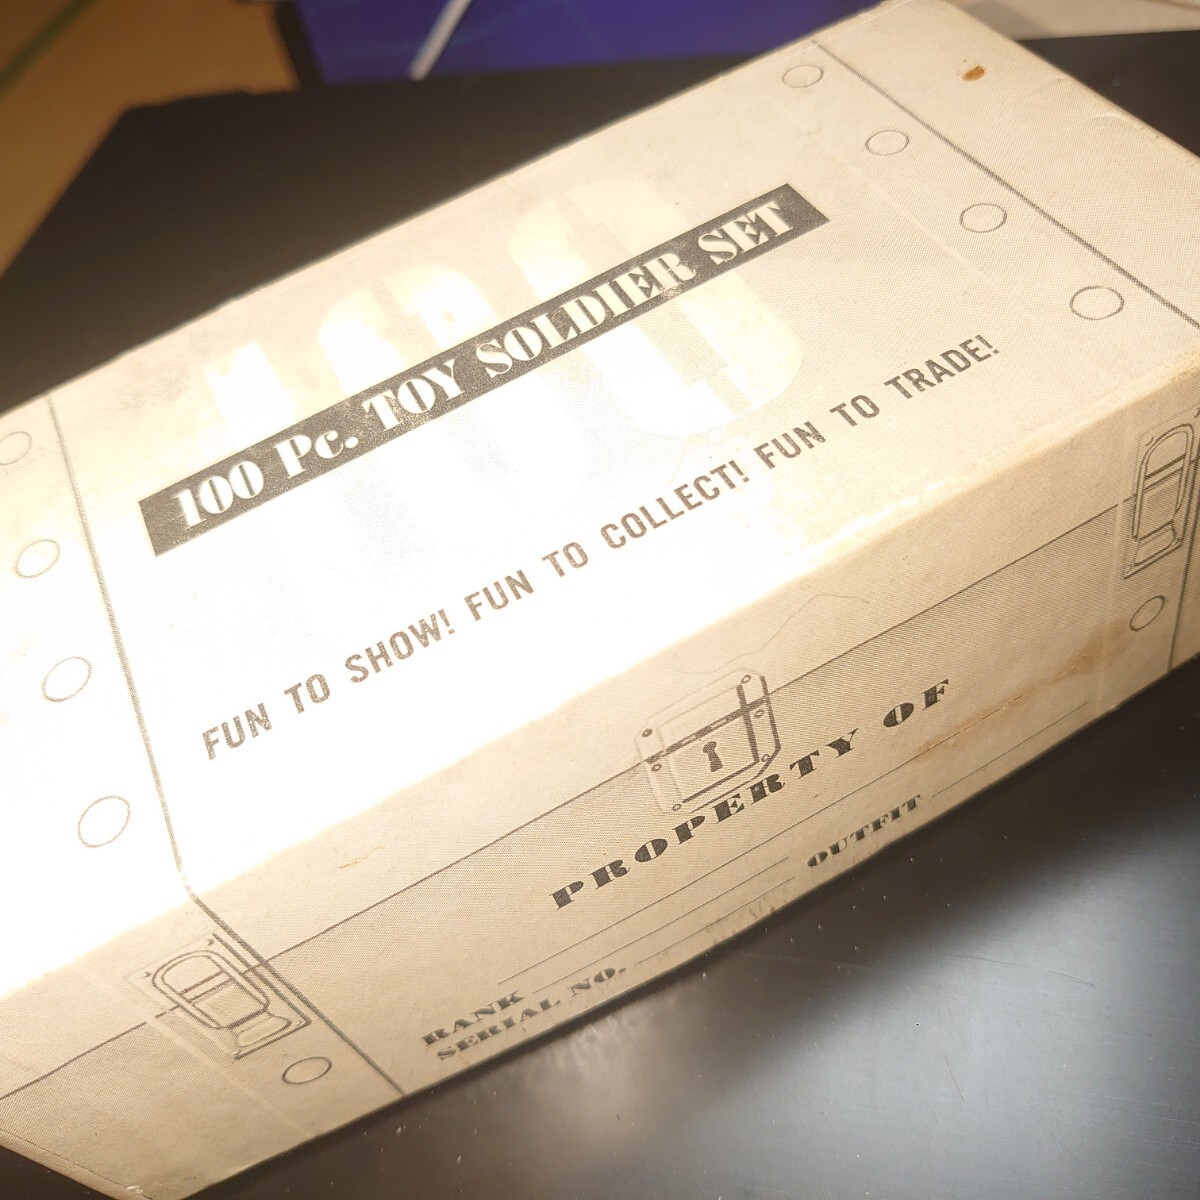 100
100 Pc. TOY SOLDIER SET
FUN TO SHOW! FUN TO COLLECT! FUN TO TRADE!
PROPERTY OF
RANK OUTFIT
SERIAL NO.